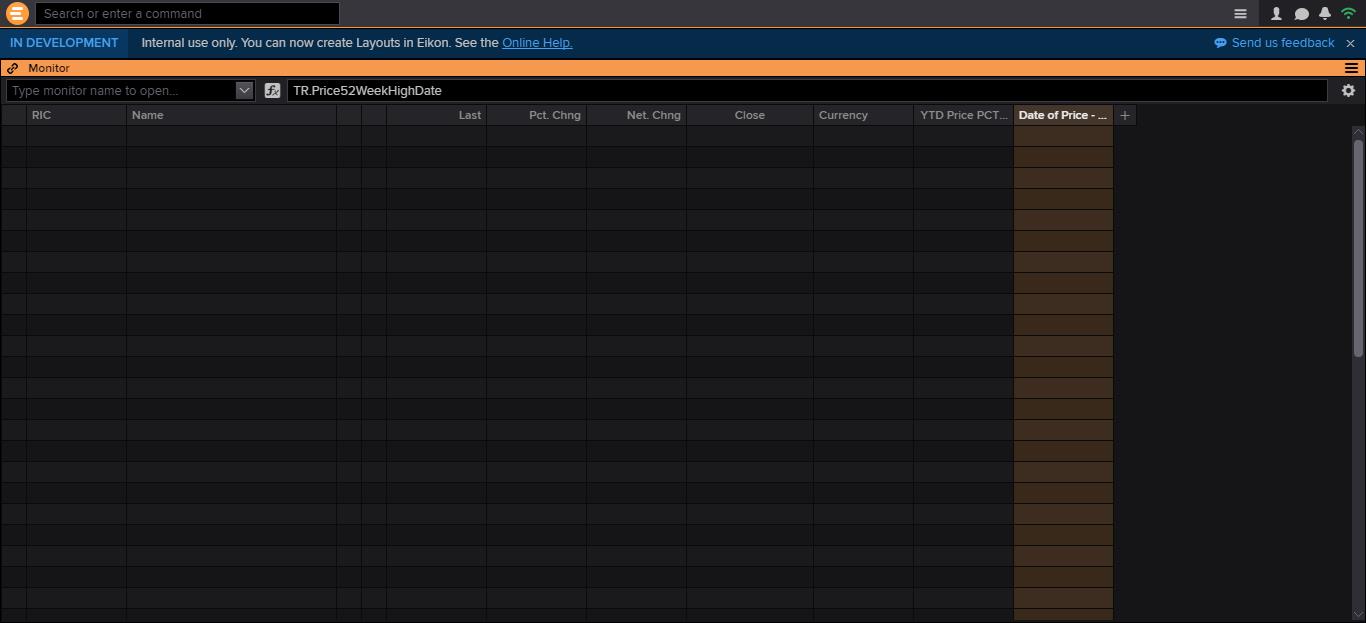 Search or enter a command
IN DEVELOPMENT Internal use only. You can now create Layouts in Eikon. See the Online Help. Send us feedback
Monitor
Type monitor name to open... fx TR.Price52WeekHighDate
RIC Name Last Pct. Chng Net. Chng Close Currency YTD Price PCT... Date of Price - ... +